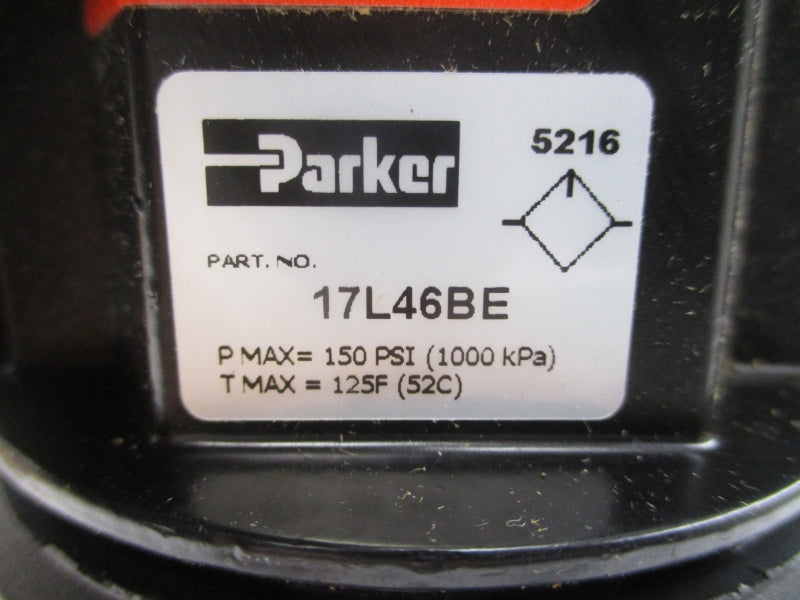 Parker
5216
PART. NO.
17L46BE
P MAX= 150 PSI (1000 kPa)
T MAX = 125F (52C)